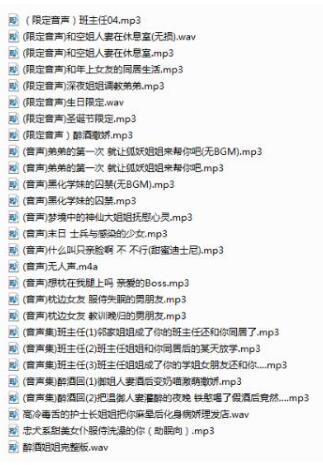 （限定音声）班主任04.mp3
(限定音声)和空姐人妻在休息室(无损).wav
(限定音声)和空姐人妻在休息室.mp3
(限定音声)和年上女友的同居生活.mp3
(限定音声)深夜姐姐调教弟弟.mp3
(限定音声)生日限定.wav
(限定音声)圣诞节限定.mp3
(限定音声）醉酒撒娇.mp3
(音声)弟弟的第一次 就让狐妖姐姐来帮你吧(无BGM).mp3
(音声)弟弟的第一次 就让狐妖姐姐来帮你吧.mp3
(音声)黑化学妹的囚禁(无BGM).mp3
(音声)黑化学妹的囚禁.mp3
(音声)梦境中的神仙大姐姐抚慰心灵.mp3
(音声)末日 士兵与感染的少女.mp3
(音声)什么叫只亲脸啊 不 不行(甜蜜迪士尼).mp3
(音声)无人声.m4a
(音声)想枕在我腿上吗 亲爱的Boss.mp3
(音声)枕边女友 服侍失眠的男朋友.mp3
(音声)枕边女友 教训晚归的男朋友.mp3
(音声集)班主任(1)邻家姐姐成了你的班主任还和你同居了.mp3
(音声集)班主任(2)班主任姐姐和你同居后的某天放学.mp3
(音声集)班主任(3)班主任姐姐成了你的学姐女朋友还和你....mp3
(音声集)醉酒回(1)御姐人妻酒后变奶喵激萌撒娇.mp3
(音声集)醉酒回(2)把温御人妻灌醉的夜晚 铁憨喝了假酒竟然....mp3
高冷毒舌的护士长姐姐把你麻晕后化身病娇理发店.wav
忠犬系甜美女仆服侍洗澡的你（助眠向）.mp3
醉酒姐姐完整版.wav